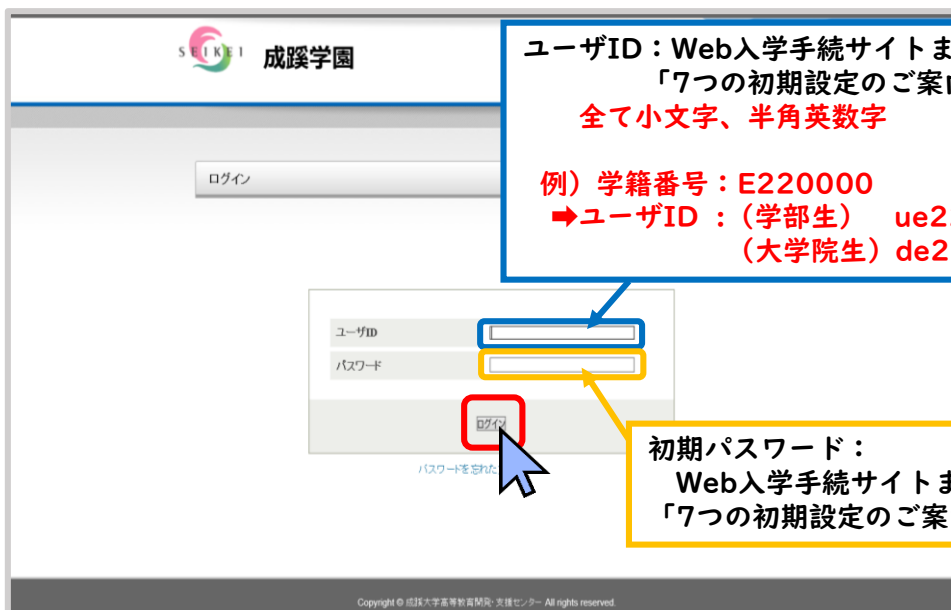 SEIKEI 成蹊学園
ユーザID：Web入学手続サイトま
「7つの初期設定のご案
全て小文字、半角英数字
例）学籍番号：E220000
➡ユーザID ：（学部生） ue2
（大学院生）de2
ログイン
ユーザID
パスワード
ログイン
パスワードを忘れた
初期パスワード：
Web入学手続サイトま
「7つの初期設定のご案
Copyright © 成蹊大学高等教育開発・支援センター All rights reserved.